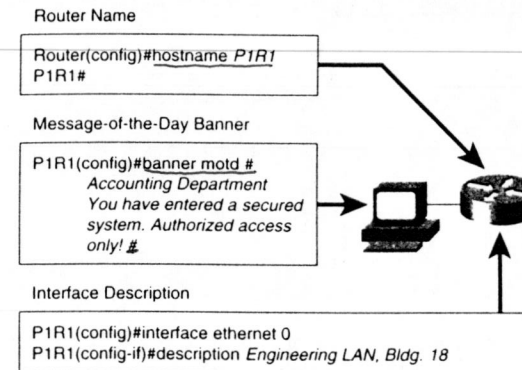 Router Name
Router(config)#hostname P1R1
P1R1#
Message-of-the-Day Banner
P1R1(config)#banner motd #
Accounting Department
You have entered a secured
system. Authorized access
only! #
Interface Description
P1R1(config)#interface ethernet 0
P1R1(config-if)#description Engineering LAN, Bldg. 18